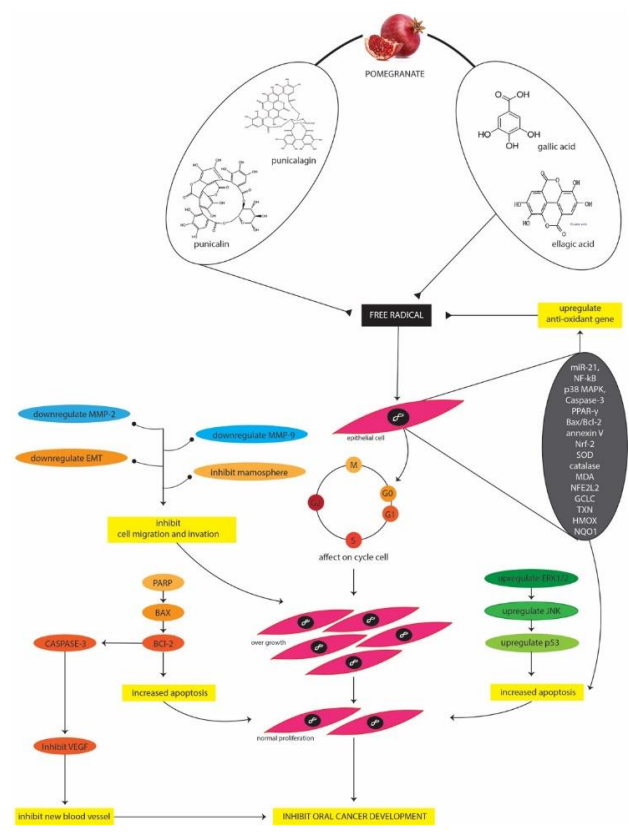 POMEGRANATE
punicalagin
punicalin
gallic acid
ellagic acid
FREE RADICAL
upregulate
anti-oxidant gene
miR-21,
NF-kB
p38 MAPK,
Caspase-3
PPAR-γ
Bax/Bcl-2
annexin V
Nrf-2
SOD
catalase
MDA
NFE2L2
GCLC
TXN
HMOX
NQO1
epithelial cell
downregulate MMP-2
downregulate MMP-9
downregulate EMT
inhibit mamosphere
inhibit
cell migration and invation
M
G0
G1
S
affect on cycle cell
PARP
BAX
BCl-2
CASPASE-3
increased apoptosis
Inhibit VEGF
inhibit new blood vessel
over growth
normal proliferation
upregulate ERK1/2
upregulate JNK
upregulate p53
increased apoptosis
INHIBIT ORAL CANCER DEVELOPMENT